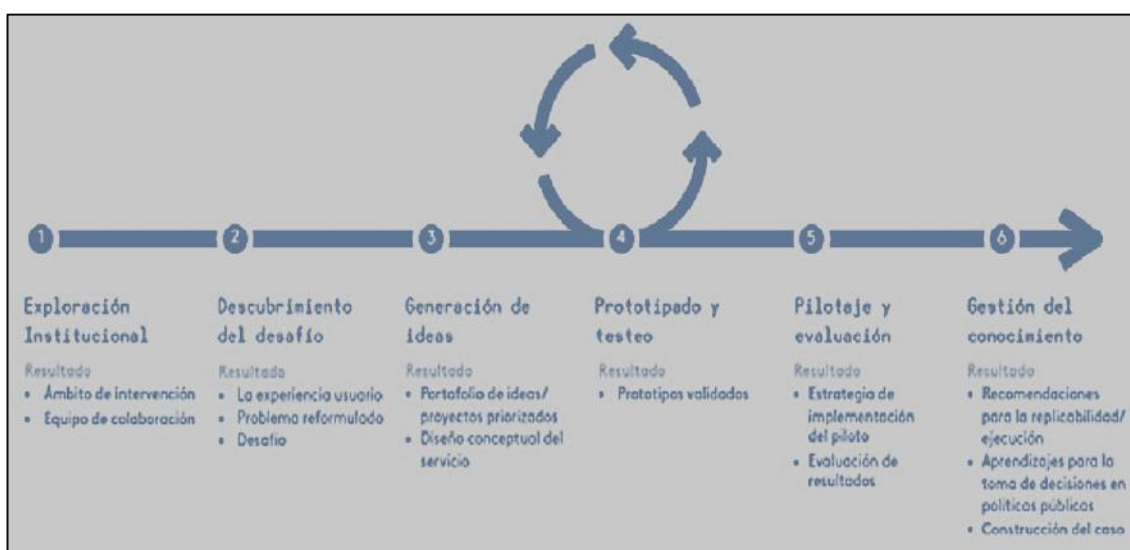 1
2
3
4
5
6
Exploración
Institucional
Resultado
• Ámbito de intervención
• Equipo de colaboración
Descubrimiento
del desafío
Resultado
• La experiencia usuario
• Problema reformulado
• Desafío
Generación de
ideas
Resultado
• Portafolio de ideas/
proyectos priorizados
• Diseño conceptual del
servicio
Prototipado y
testeo
Resultado
• Prototipos validados
Pilotaje y
evaluación
Resultado
• Estrategia de
implementación
del piloto
• Evaluación de
resultados
Gestión del
conocimiento
Resultado
• Recomendaciones
para la replicabilidad/
ejecución
• Aprendizajes para la
toma de decisiones en
políticas públicas
• Construcción del caso